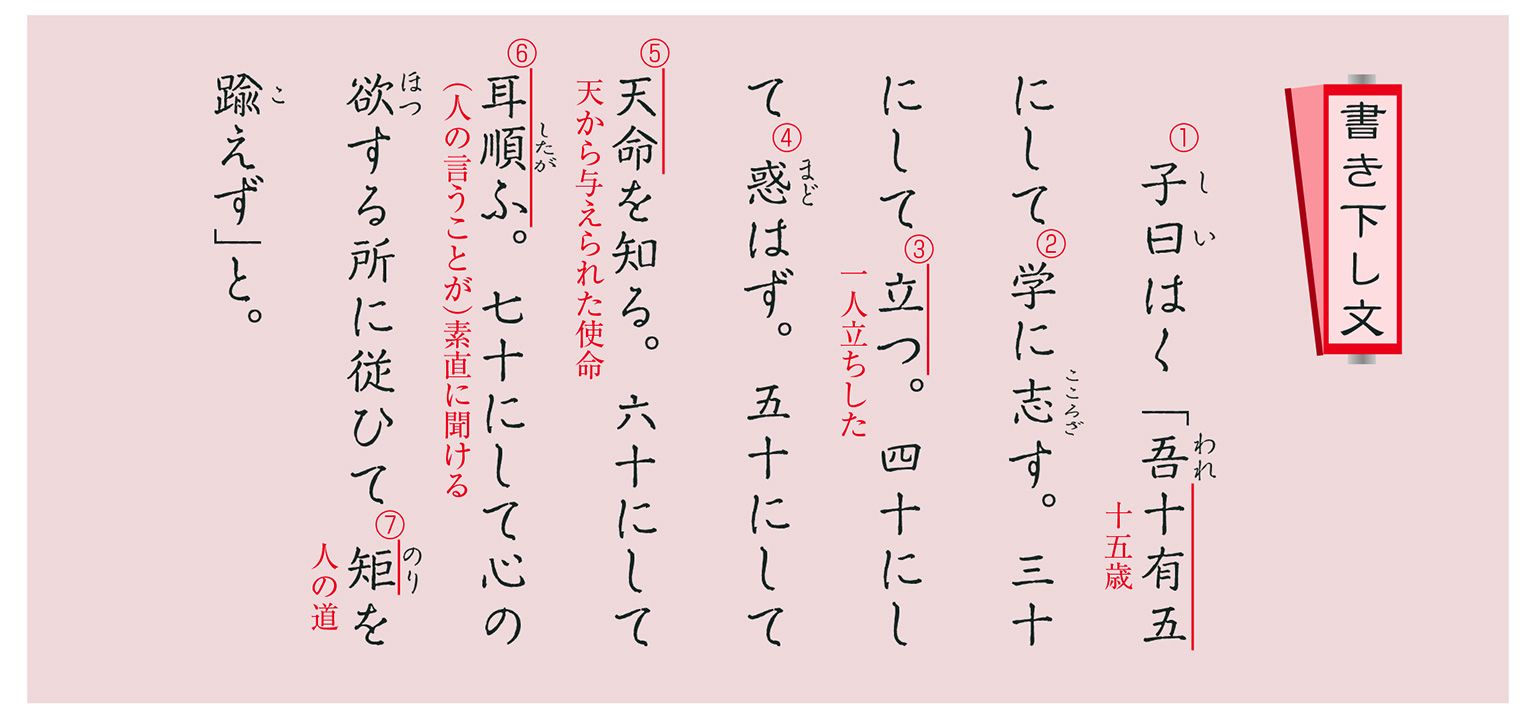 書き下し文
①子曰はく「吾十有五
しい
われ
十五歳
にして②学に志す。三十
こころざ
にして③立つ。四十にし
一人立ちした
て④惑はず。五十にして
まど
⑤天命を知る。六十にして
天から与えられた使命
⑥耳順ふ。七十にして心の
したが
(人の言うことが)素直に聞ける
欲する所に従ひて⑦矩を
ほつ
のり
人の道
踰えず」と。
こ